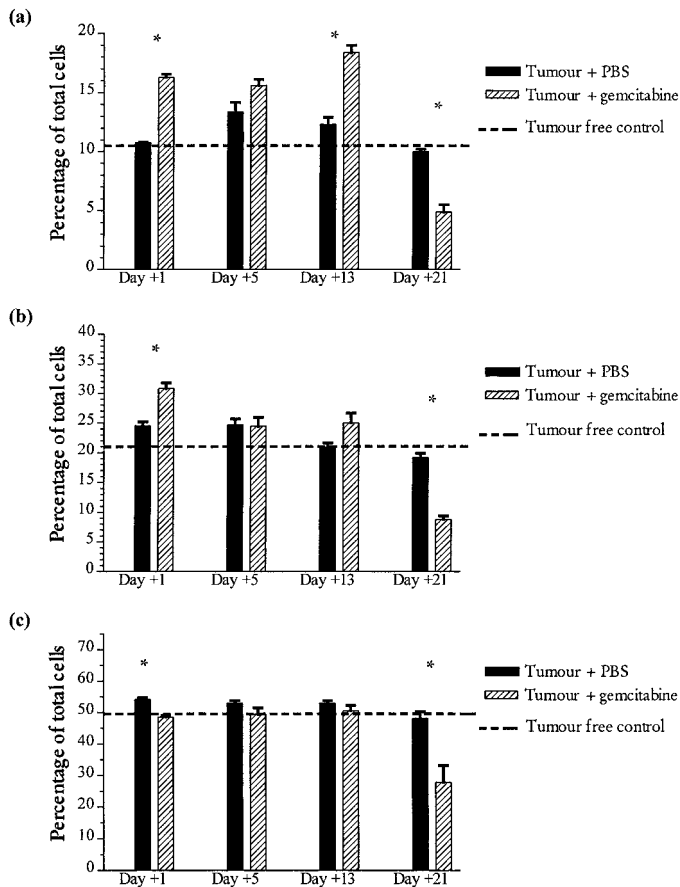 (a)
Percentage of total cells
20
15
10
5
0
*
*
*
Day +1
Day +5
Day +13
Day +21
Tumour + PBS
Tumour + gemcitabine
Tumour free control
(b)
Percentage of total cells
40
35
30
25
20
15
10
5
0
*
*
Day +1
Day +5
Day +13
Day +21
Tumour + PBS
Tumour + gemcitabine
Tumour free control
(c)
Percentage of total cells
70
60
50
40
30
20
10
0
*
*
Day +1
Day +5
Day +13
Day +21
Tumour + PBS
Tumour + gemcitabine
Tumour free control